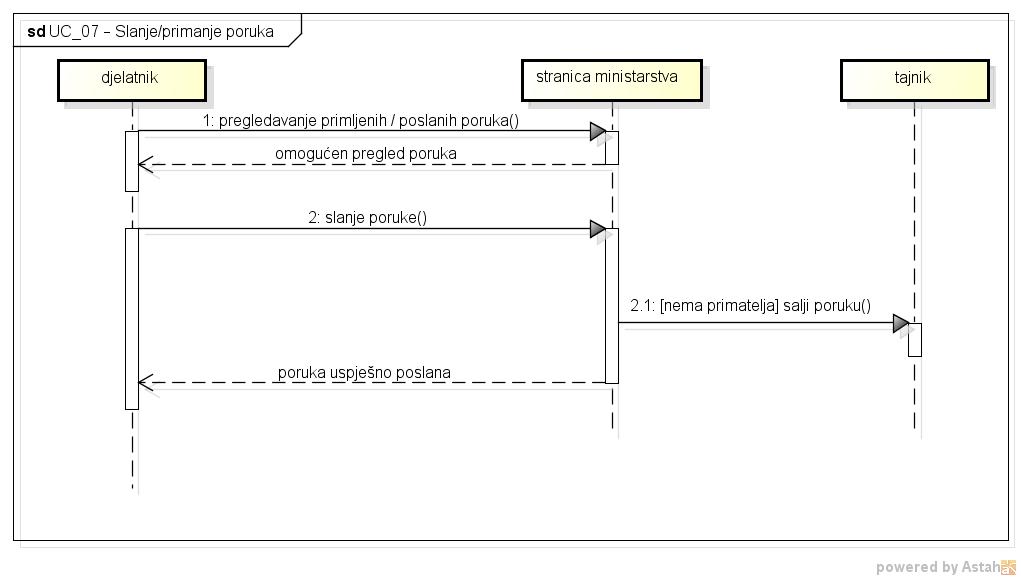 sd UC_07 – Slanje/primanje poruka
djelatnik
stranica ministarstva
tajnik
1: pregledavanje primljenih / poslanih poruka()
omogućen pregled poruka
2: slanje poruke()
2.1: [nema primatelja] salji poruku()
poruka uspješno poslana
powered by Astah